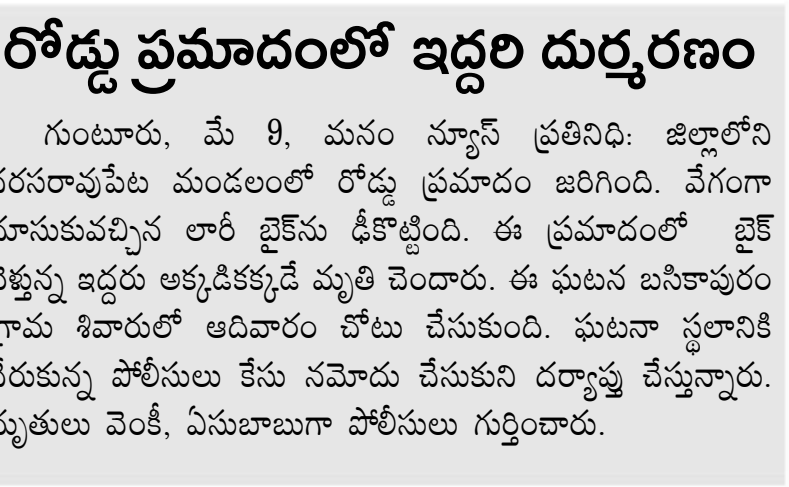 రోడ్డు ప్రమాదంలో ఇద్దరి దుర్మరణం
గుంటూరు, మే 9, మనం న్యూస్ ప్రతినిధి: జిల్లాలోని
నరసరావుపేట మండలంలో రోడ్డు ప్రమాదం జరిగింది. వేగంగా
దూసుకువచ్చిన లారీ బైక్‌ను ఢీకొట్టింది. ఈ ప్రమాదంలో బైక్
వెళ్తున్న ఇద్దరు అక్కడికక్కడే మృతి చెందారు. ఈ ఘటన బసికాపురం
గ్రామ శివారులో ఆదివారం చోటు చేసుకుంది. ఘటనా స్థలానికి
చేరుకున్న పోలీసులు కేసు నమోదు చేసుకుని దర్యాప్తు చేస్తున్నారు.
మృతులు వెంకీ, ఏసుబాబుగా పోలీసులు గుర్తించారు.